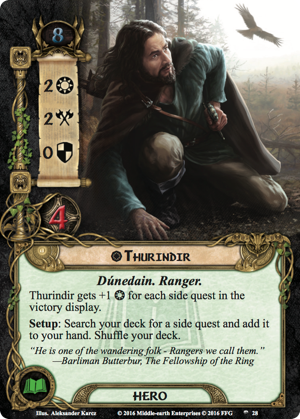 8
2
2
0
4
Thurindir
Dúnedain. Ranger.
Thurindir gets +1 for each side quest in the
victory display.
Setup: Search your deck for a side quest and add it
to your hand. Shuffle your deck.
"He is one of the wandering folk - Rangers we call them."
—Barliman Butterbur, The Fellowship of the Ring
HERO
Illus. Aleksander Karcz © 2016 Middle-earth Enterprises © 2016 FFG 28